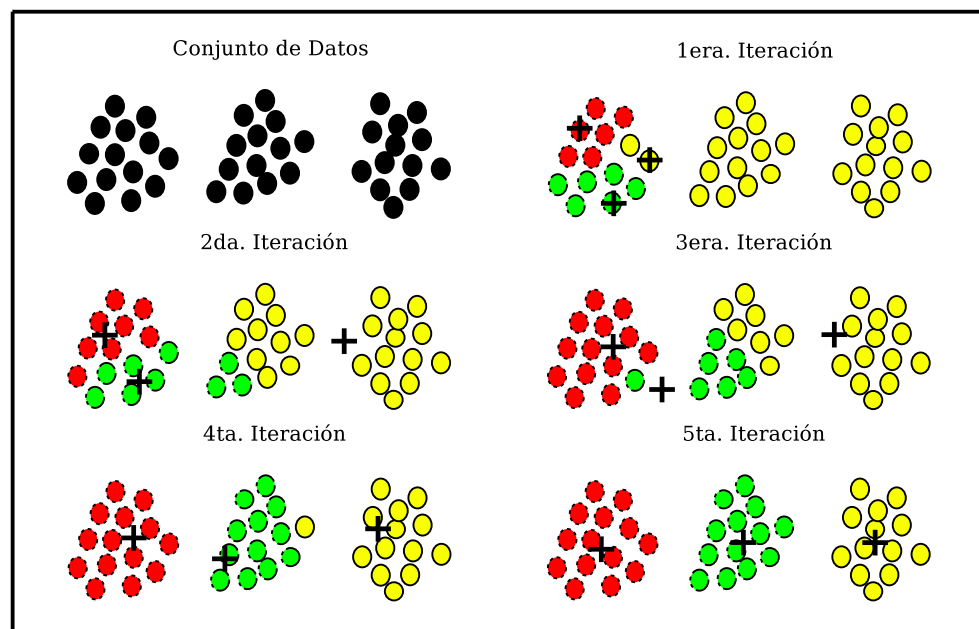 Conjunto de Datos
1era. Iteración
2da. Iteración
3era. Iteración
4ta. Iteración
5ta. Iteración